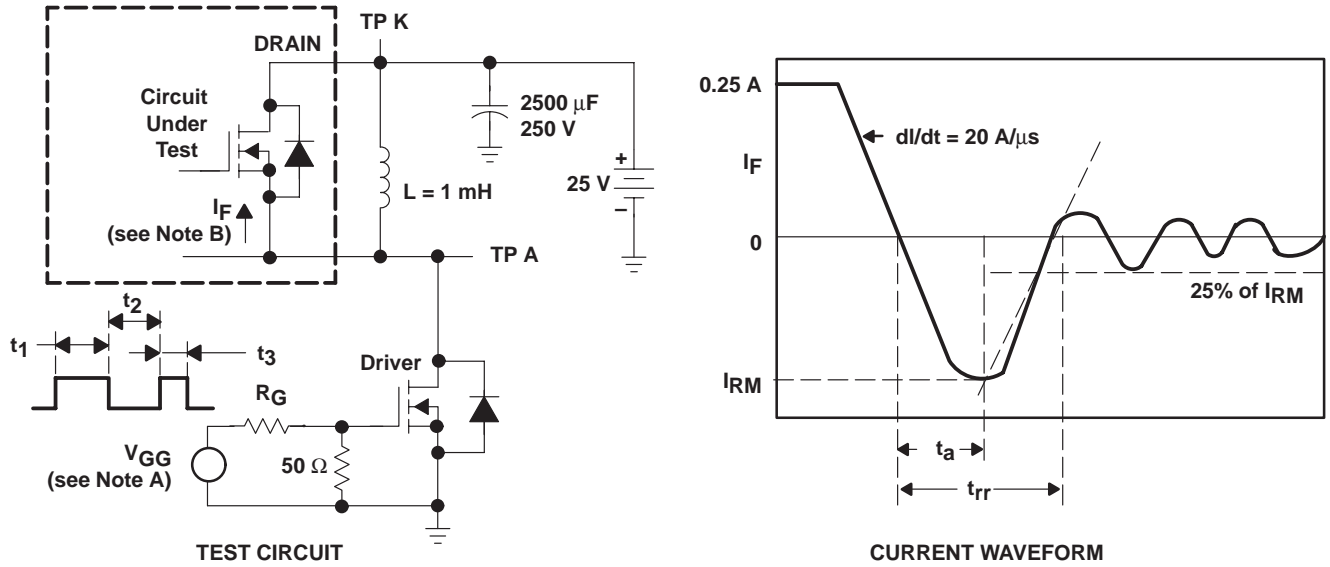 TP K
DRAIN
Circuit
Under
Test
2500 µF
250 V
+
25 V
−
L = 1 mH
IF
(see Note B)
TP A
t2
t1
t3
Driver
RG
VGG
(see Note A)
50 Ω
TEST CIRCUIT
0.25 A
dI/dt = 20 A/µs
IF
0
25% of IRM
IRM
ta
trr
CURRENT WAVEFORM